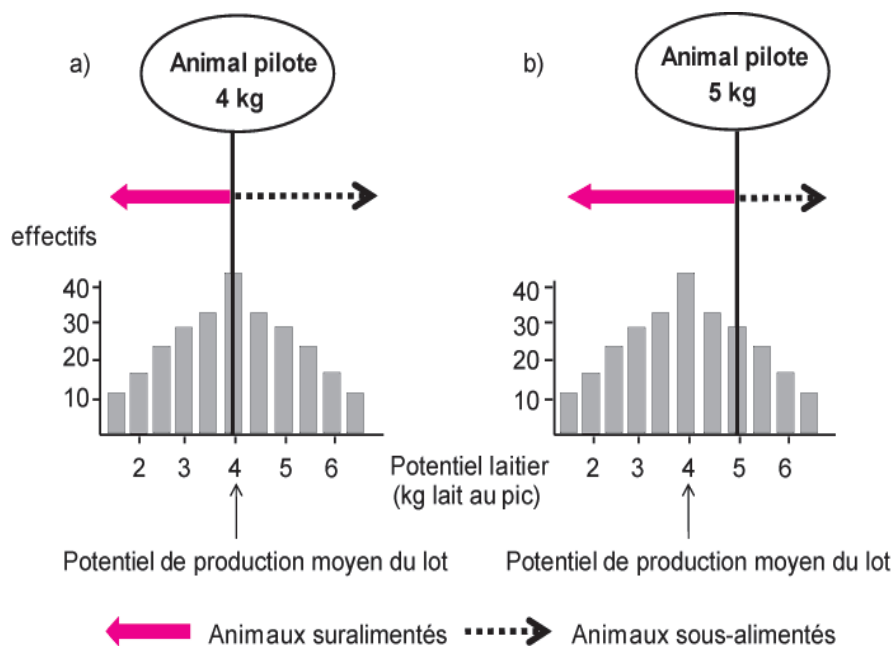 a)
Animal pilote
4 kg
effectifs
40
30
20
10
2 3 4 5 6
Potentiel laitier
(kg lait au pic)
Potentiel de production moyen du lot
b)
Animal pilote
5 kg
40
30
20
10
2 3 4 5 6
Potentiel de production moyen du lot
Animaux suralimentés
Animaux sous-alimentés